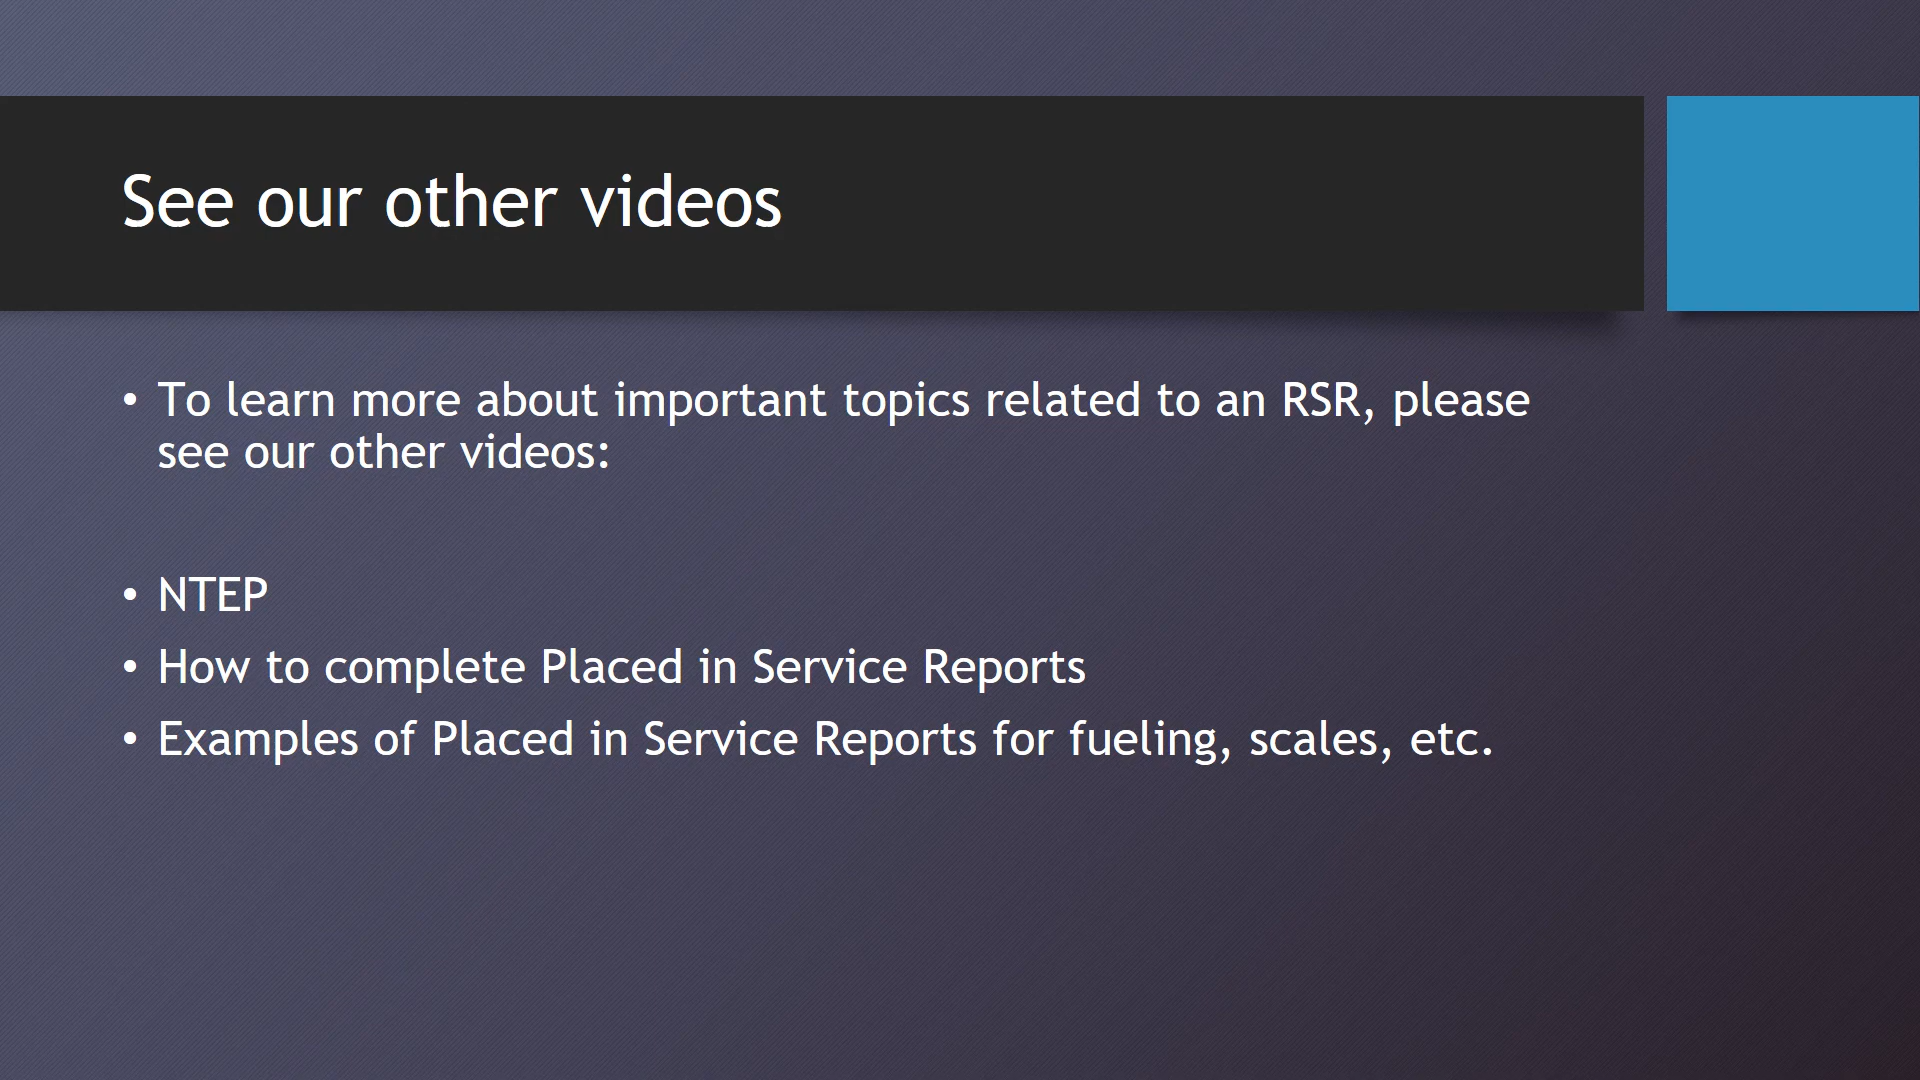 See our other videos
• To learn more about important topics related to an RSR, please
see our other videos:
• NTEP
• How to complete Placed in Service Reports
• Examples of Placed in Service Reports for fueling, scales, etc.